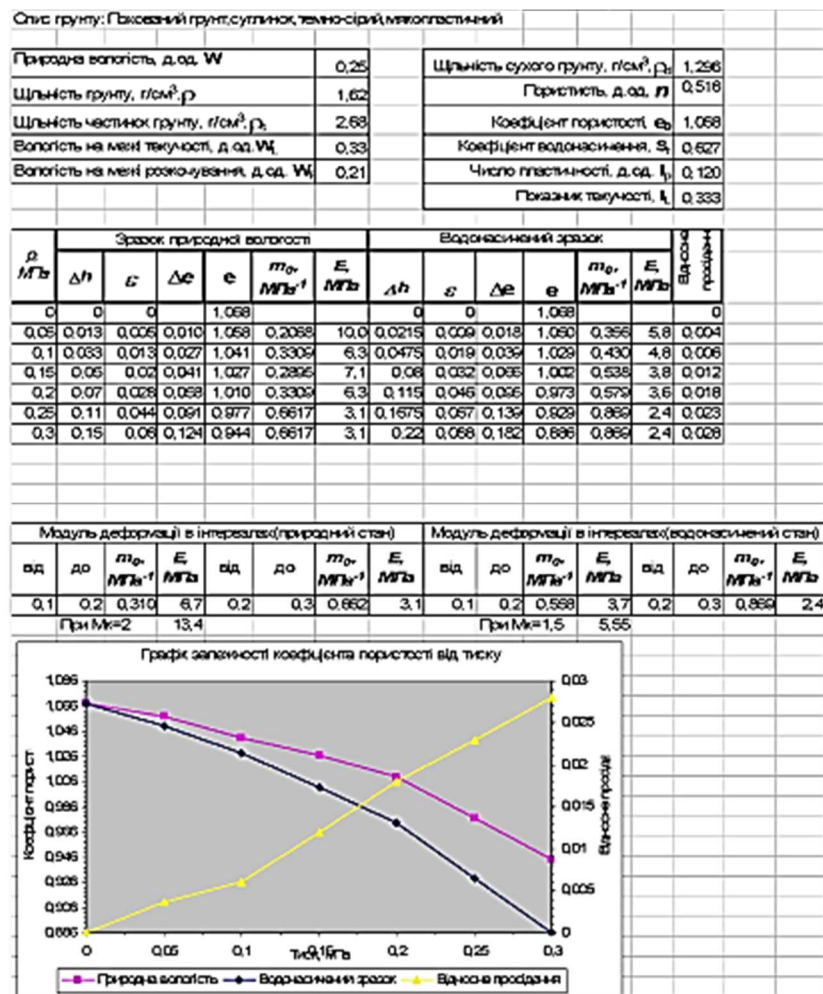 Опис грунту: Похований грунт,суглинок,темно-сірий,мякопластичний
Природна вологість, д.од. W 0,25
Щільність грунту, г/см³,ρ 1,62
Щільність частинок грунту, г/см³,ρs 2,68
Вологість на межі текучості, д.од.WL 0,33
Вологість на межі розкочування, д.од. Wp 0,21
Щільність сухого грунту, г/см³,ρd 1,296
Пористисть, д.од, n 0,516
Коефіцієнт пористості, e₀ 1,068
Коефіцієнт водонасичення, Sr 0,627
Число пластичності, д.од. Ip 0,120
Показник текучості, IL 0,333
р, МПа Зразок природної вологості Водонасичений зразок Відносне просідання
Δh ε Δe e m₀, МПа⁻¹ E, МПа Δh ε Δe e m₀, МПа⁻¹ E, МПа
0 0 0 1,068 0 0 1,068 0
0,05 0,013 0,005 0,010 1,058 0,2068 10,0 0,0215 0,009 0,018 1,050 0,356 5,8 0,004
0,1 0,033 0,013 0,027 1,041 0,3309 6,3 0,0475 0,019 0,039 1,029 0,430 4,8 0,006
0,15 0,05 0,02 0,041 1,027 0,2895 7,1 0,08 0,032 0,066 1,002 0,538 3,8 0,012
0,2 0,07 0,028 0,058 1,010 0,3309 6,3 0,115 0,046 0,095 0,973 0,579 3,6 0,018
0,25 0,11 0,044 0,091 0,977 0,6617 3,1 0,1675 0,067 0,139 0,929 0,869 2,4 0,023
0,3 0,15 0,06 0,124 0,944 0,6617 3,1 0,22 0,088 0,182 0,886 0,869 2,4 0,028
Модуль деформації в інтервалах(природний стан) Модуль деформації в інтервалах(водонасичений стан)
від до m₀, МПа⁻¹ E, МПа від до m₀, МПа⁻¹ E, МПа від до m₀, МПа⁻¹ E, МПа від до m₀, МПа⁻¹ E, МПа
0,1 0,2 0,310 6,7 0,2 0,3 0,662 3,1 0,1 0,2 0,558 3,7 0,2 0,3 0,869 2,4
При Мк=2 13,4 При Мк=1,5 5,55
Графік залежності коефіцієнта пористості від тиску
Коефіцієнт порист
1,086
1,066
1,046
1,026
1,006
0,986
0,966
0,946
0,926
0,906
0,886
0,03
0,025
0,02
0,015
0,01
0,005
0
Відносне просіда
0 0,05 0,1 0,15 0,2 0,25 0,3
Тиск, МПа
Природна вологість Водонасичений зразок Відносне просідання